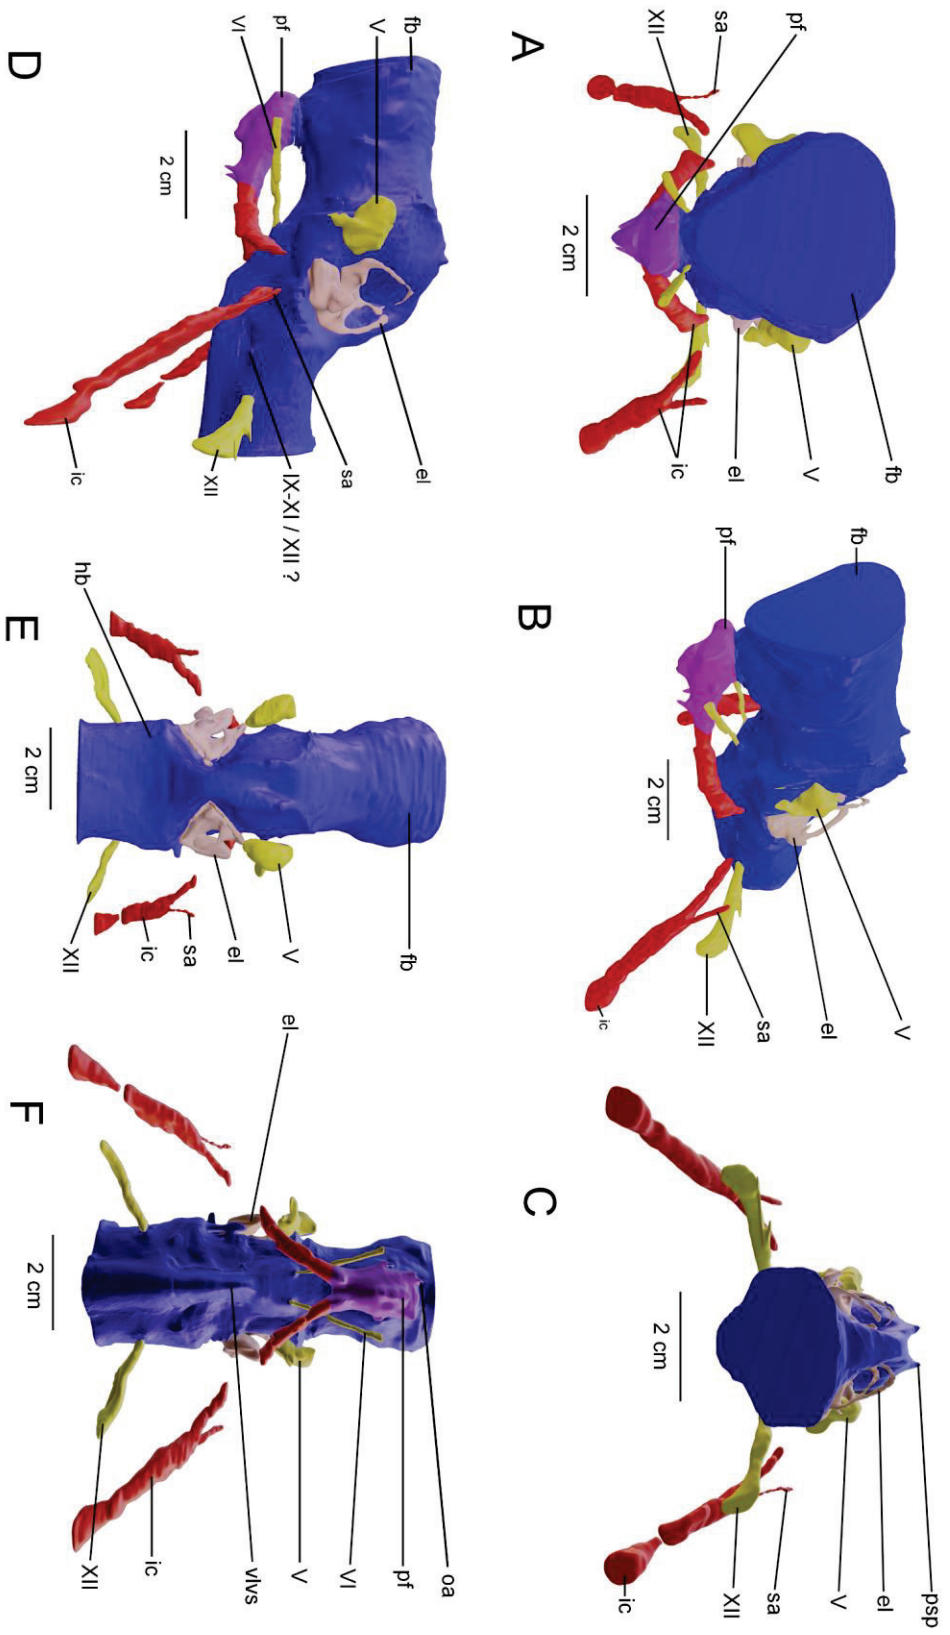 A
pf
sa
XII
fb
V
el
ic
2 cm
B
fb
pf
V
el
sa
XII
ic
2 cm
C
psp
el
V
sa
XII
ic
2 cm
D
fb
V
pf
VI
el
sa
IX-XI / XII ?
XII
ic
2 cm
E
hb
fb
V
el
sa
ic
XII
2 cm
F
el
oa
pf
VI
V
vlvs
ic
XII
2 cm